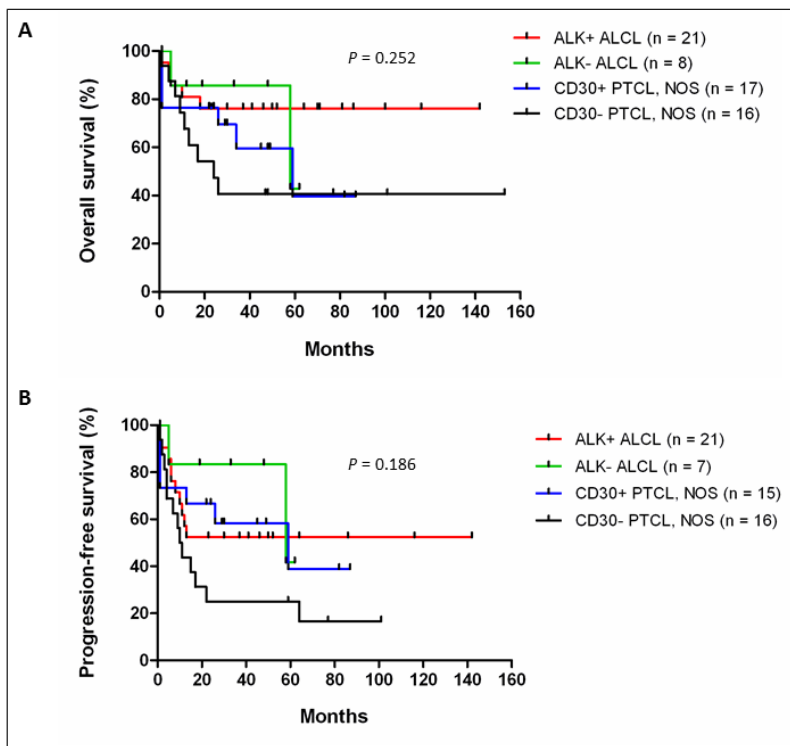 A
Overall survival (%)
100
80
60
40
20
0
0 20 40 60 80 100 120 140 160
Months
P = 0.252
ALK+ ALCL (n = 21)
ALK- ALCL (n = 8)
CD30+ PTCL, NOS (n = 17)
CD30- PTCL, NOS (n = 16)
B
Progression-free survival (%)
100
80
60
40
20
0
0 20 40 60 80 100 120 140 160
Months
P = 0.186
ALK+ ALCL (n = 21)
ALK- ALCL (n = 7)
CD30+ PTCL, NOS (n = 15)
CD30- PTCL, NOS (n = 16)